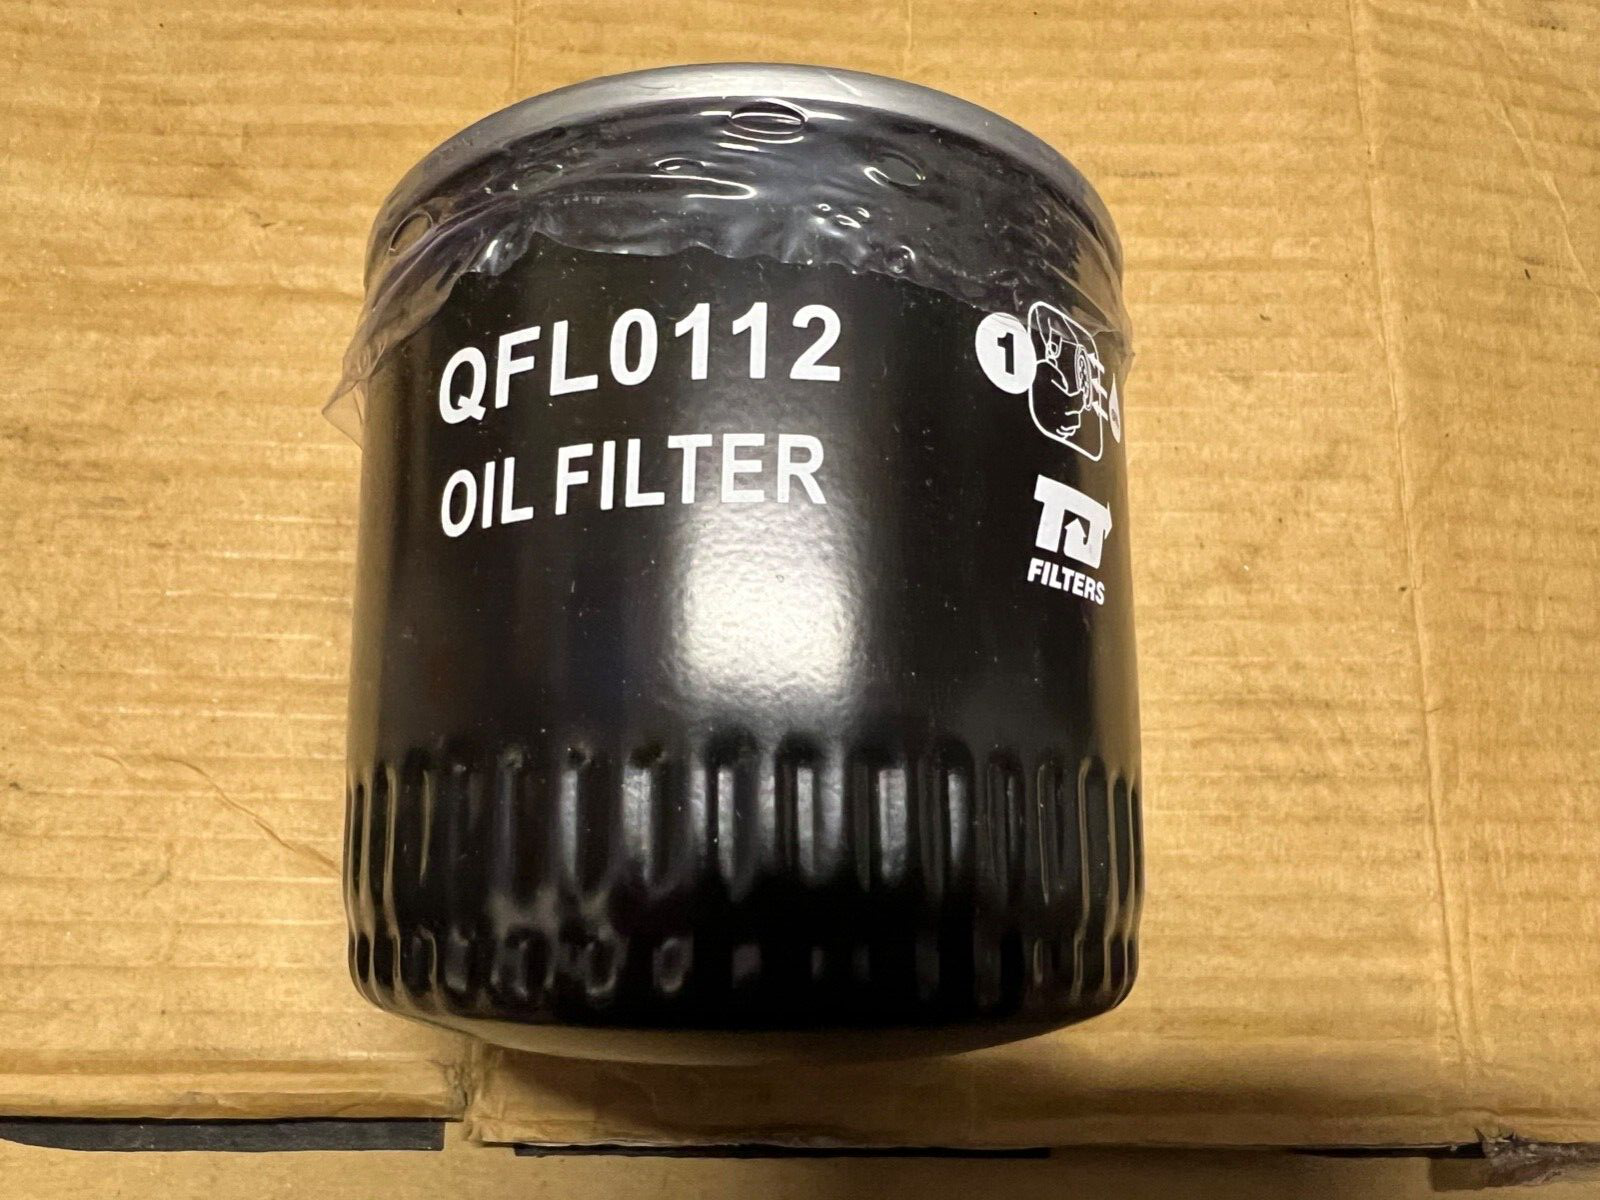 QFL0112
OIL FILTER
1
TJ
FILTERS